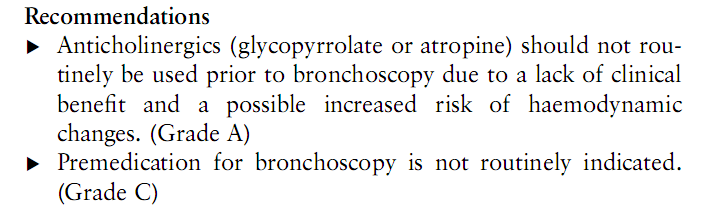 Recommendations
▶ Anticholinergics (glycopyrrolate or atropine) should not rou-
tinely be used prior to bronchoscopy due to a lack of clinical
benefit and a possible increased risk of haemodynamic
changes. (Grade A)
▶ Premedication for bronchoscopy is not routinely indicated.
(Grade C)